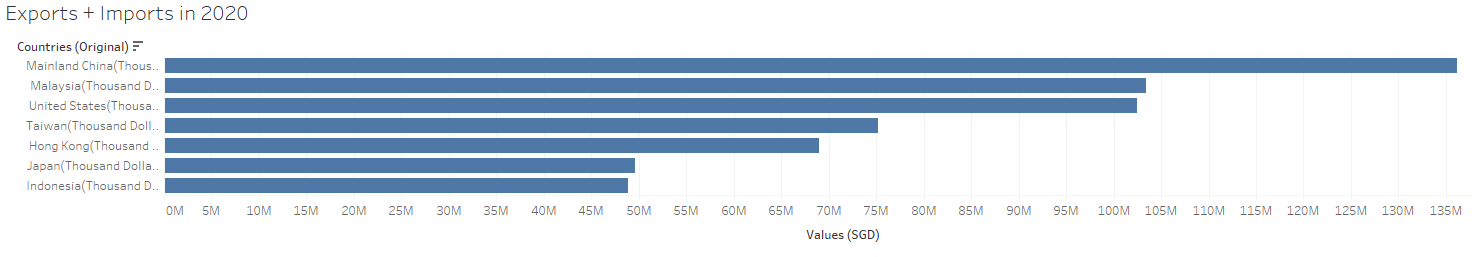 Exports + Imports in 2020
Countries (Original)
Mainland China(Thous..
Malaysia(Thousand D..
United States(Thousa..
Taiwan(Thousand Doll..
Hong Kong(Thousand ..
Japan(Thousand Dolla..
Indonesia(Thousand D..
0M 5M 10M 15M 20M 25M 30M 35M 40M 45M 50M 55M 60M 65M 70M 75M 80M 85M 90M 95M 100M 105M 110M 115M 120M 125M 130M 135M
Values (SGD)